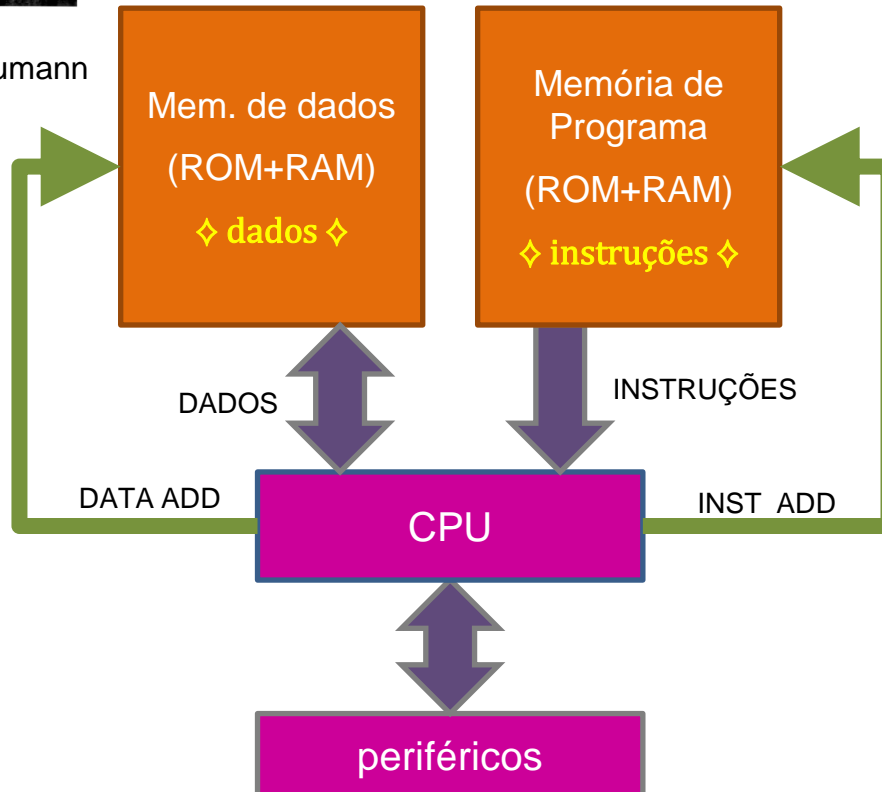 umann
Mem. de dados
(ROM+RAM)
✧ dados ✧
Memória de
Programa
(ROM+RAM)
✧ instruções ✧
DADOS
INSTRUÇÕES
DATA ADD
INST ADD
CPU
periféricos